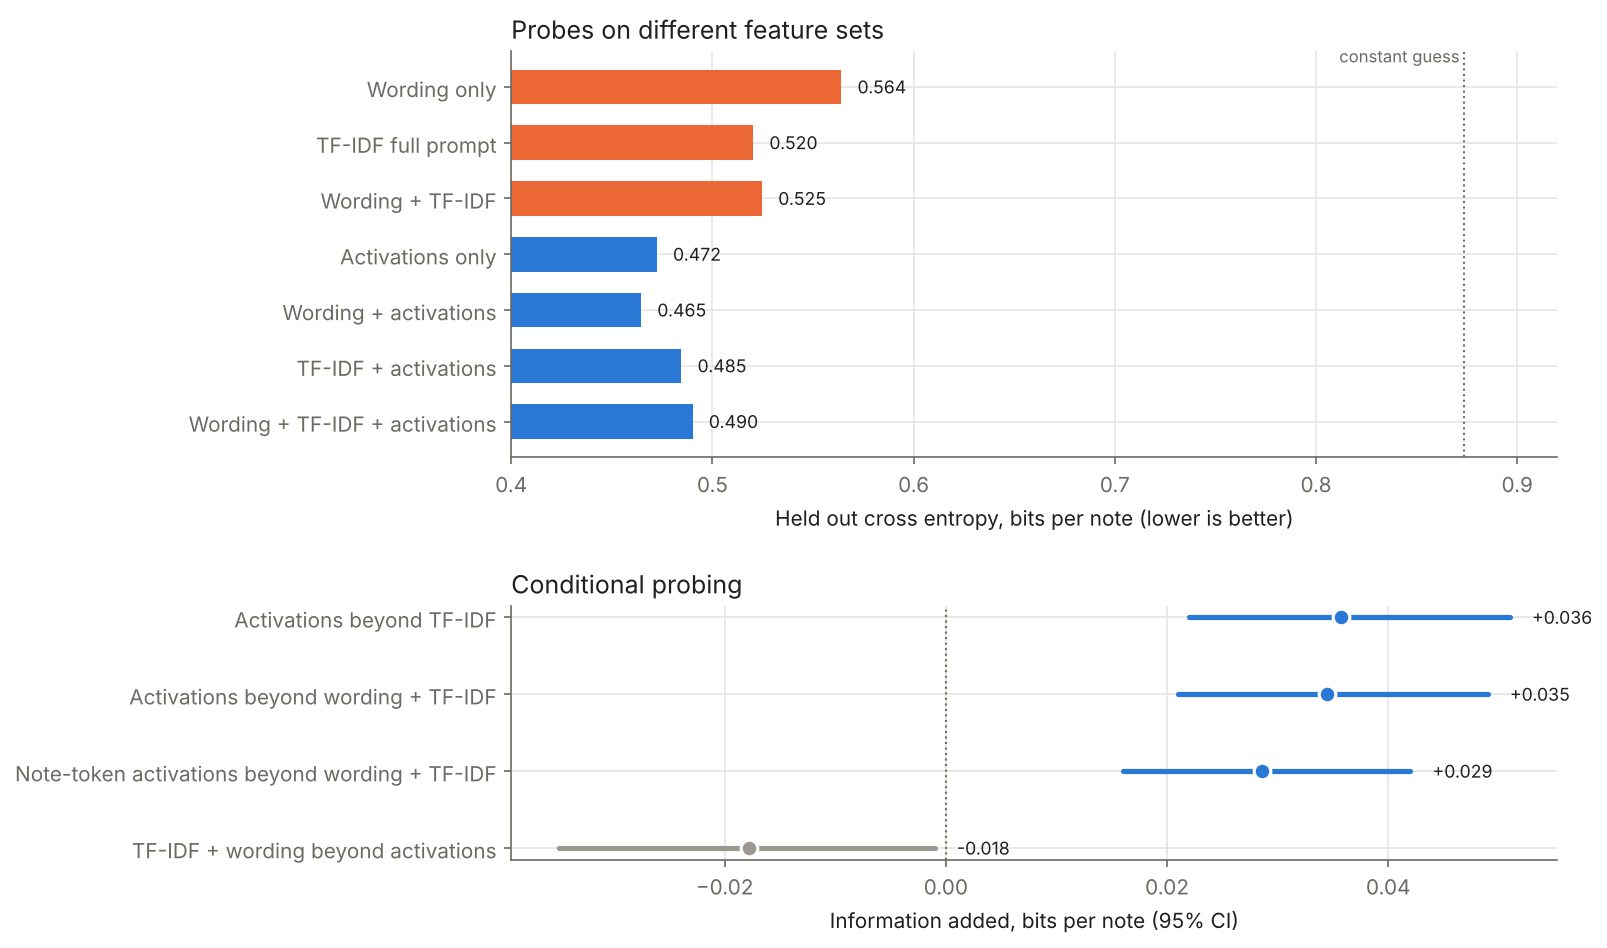 Probes on different feature sets
constant guess
Wording only 0.564
TF-IDF full prompt 0.520
Wording + TF-IDF 0.525
Activations only 0.472
Wording + activations 0.465
TF-IDF + activations 0.485
Wording + TF-IDF + activations 0.490
0.4 0.5 0.6 0.7 0.8 0.9
Held out cross entropy, bits per note (lower is better)
Conditional probing
Activations beyond TF-IDF +0.036
Activations beyond wording + TF-IDF +0.035
Note-token activations beyond wording + TF-IDF +0.029
TF-IDF + wording beyond activations -0.018
−0.02 0.00 0.02 0.04
Information added, bits per note (95% CI)